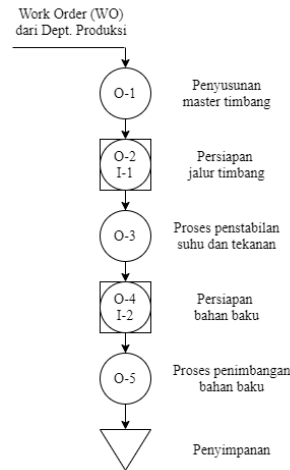 Work Order (WO)
dari Dept. Produksi
O-1
Penyusunan
master timbang
O-2
I-1
Persiapan
jalur timbang
O-3
Proses penstabilan
suhu dan tekanan
O-4
I-2
Persiapan
bahan baku
O-5
Proses penimbangan
bahan baku
Penyimpanan